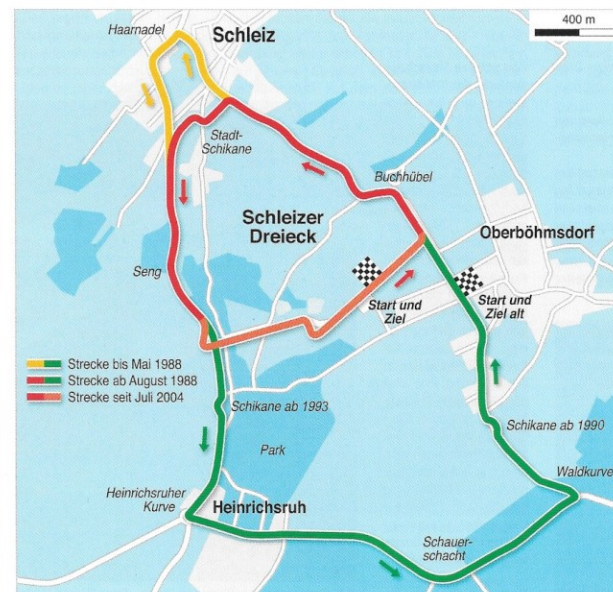 400 m
Haarnadel
Schleiz
Stadt-
Schikane
Buchhübel
Schleizer
Dreieck
Oberböhmsdorf
Seng
Start und
Ziel
Start und
Ziel alt
Strecke bis Mai 1988
Strecke ab August 1988
Strecke seit Juli 2004
Schikane ab 1993
Schikane ab 1990
Park
Waldkurve
Heinrichsruher
Kurve
Heinrichsruh
Schauer-
schacht